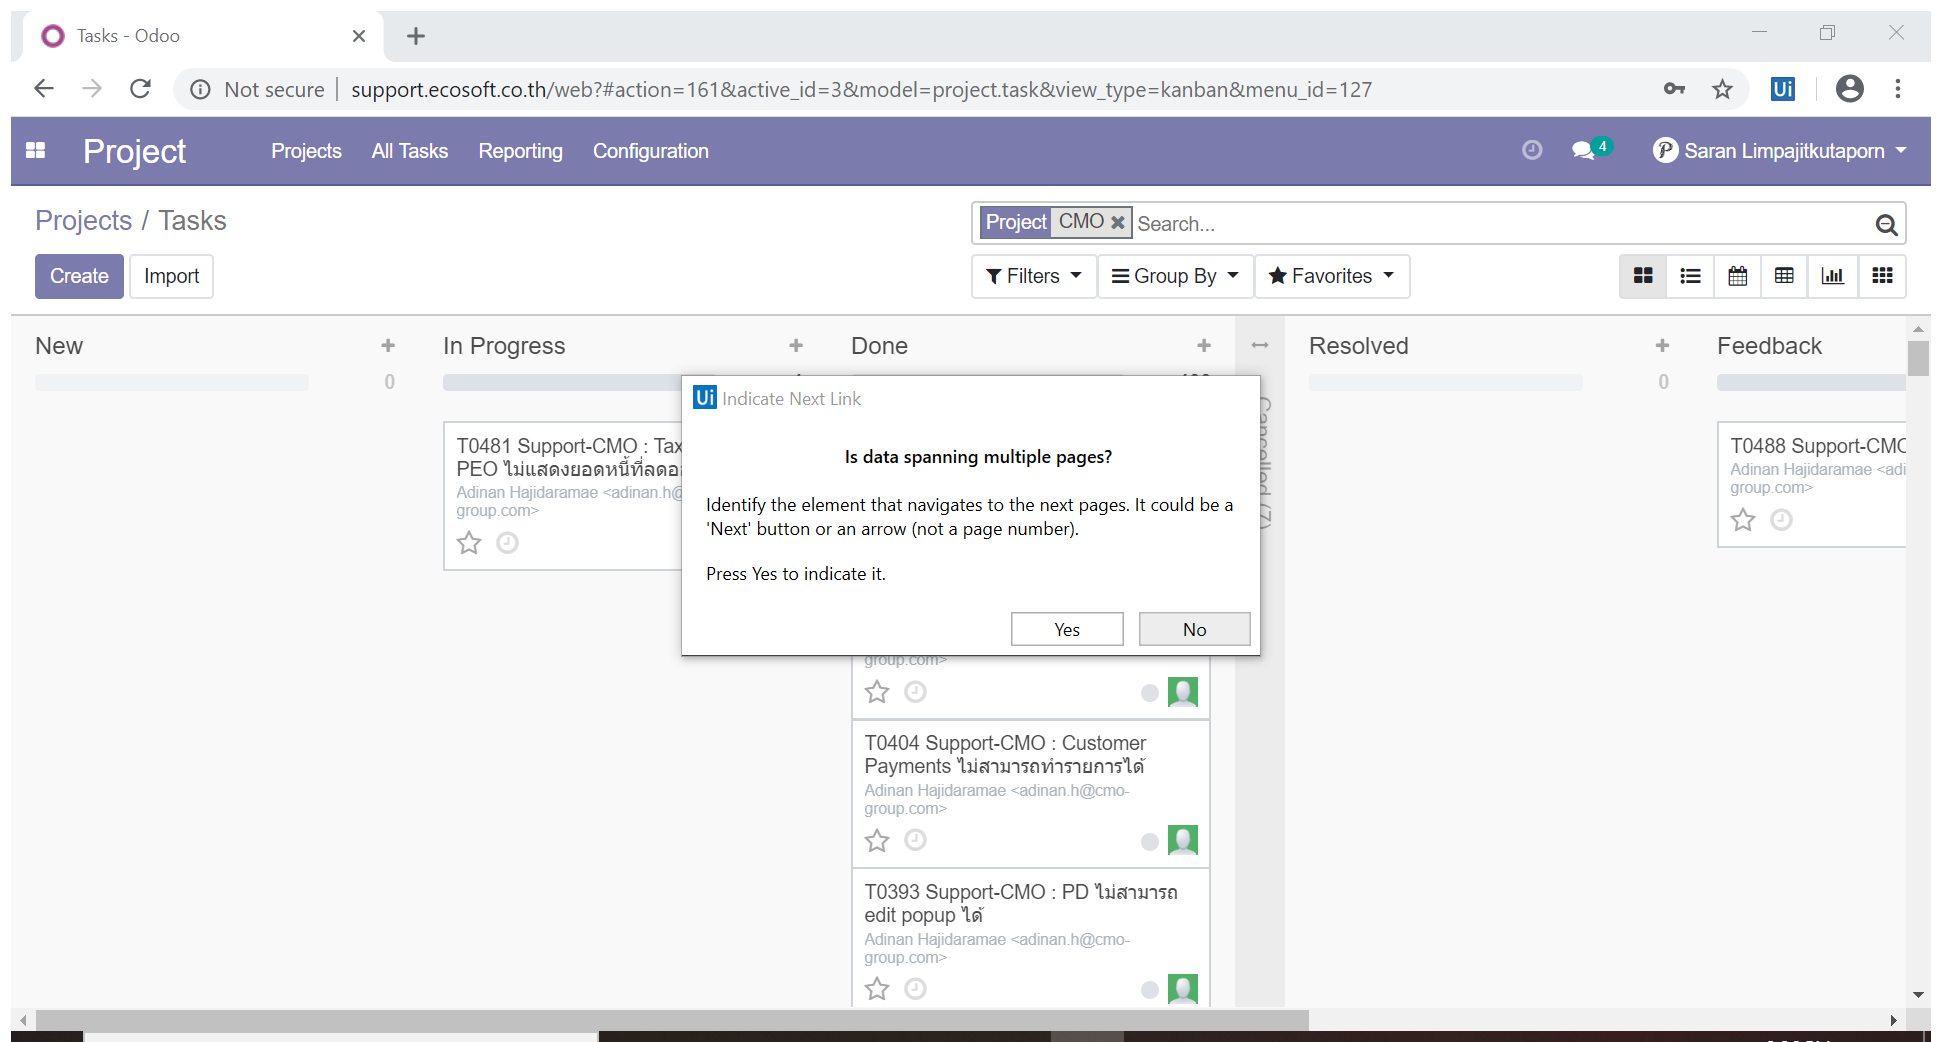 Tasks - Odoo
Not secure
support.ecosoft.co.th/web?#action=161&active_id=3&model=project.task&view_type=kanban&menu_id=127
Ui
Project
Projects
All Tasks
Reporting
Configuration
4
Saran Limpajitkutaporn
Projects / Tasks
Project CMO Search...
Create
Import
Filters
Group By
Favorites
New
0
In Progress
Done
Cancelled (7)
Resolved
0
Feedback
T0481 Support-CMO : Tax
PEO ไม่แสดงยอดหนี้ที่ลดอ
Adinan Hajidaramae <adinan.h@
group.com>
Ui Indicate Next Link
Is data spanning multiple pages?
Identify the element that navigates to the next pages. It could be a
'Next' button or an arrow (not a page number).
Press Yes to indicate it.
Yes
No
group.com>
T0404 Support-CMO : Customer
Payments ไม่สามารถทำรายการได้
Adinan Hajidaramae <adinan.h@cmo-
group.com>
T0393 Support-CMO : PD ไม่สามารถ
edit popup ได้
Adinan Hajidaramae <adinan.h@cmo-
group.com>
T0488 Support-CMO
Adinan Hajidaramae <adi
group.com>